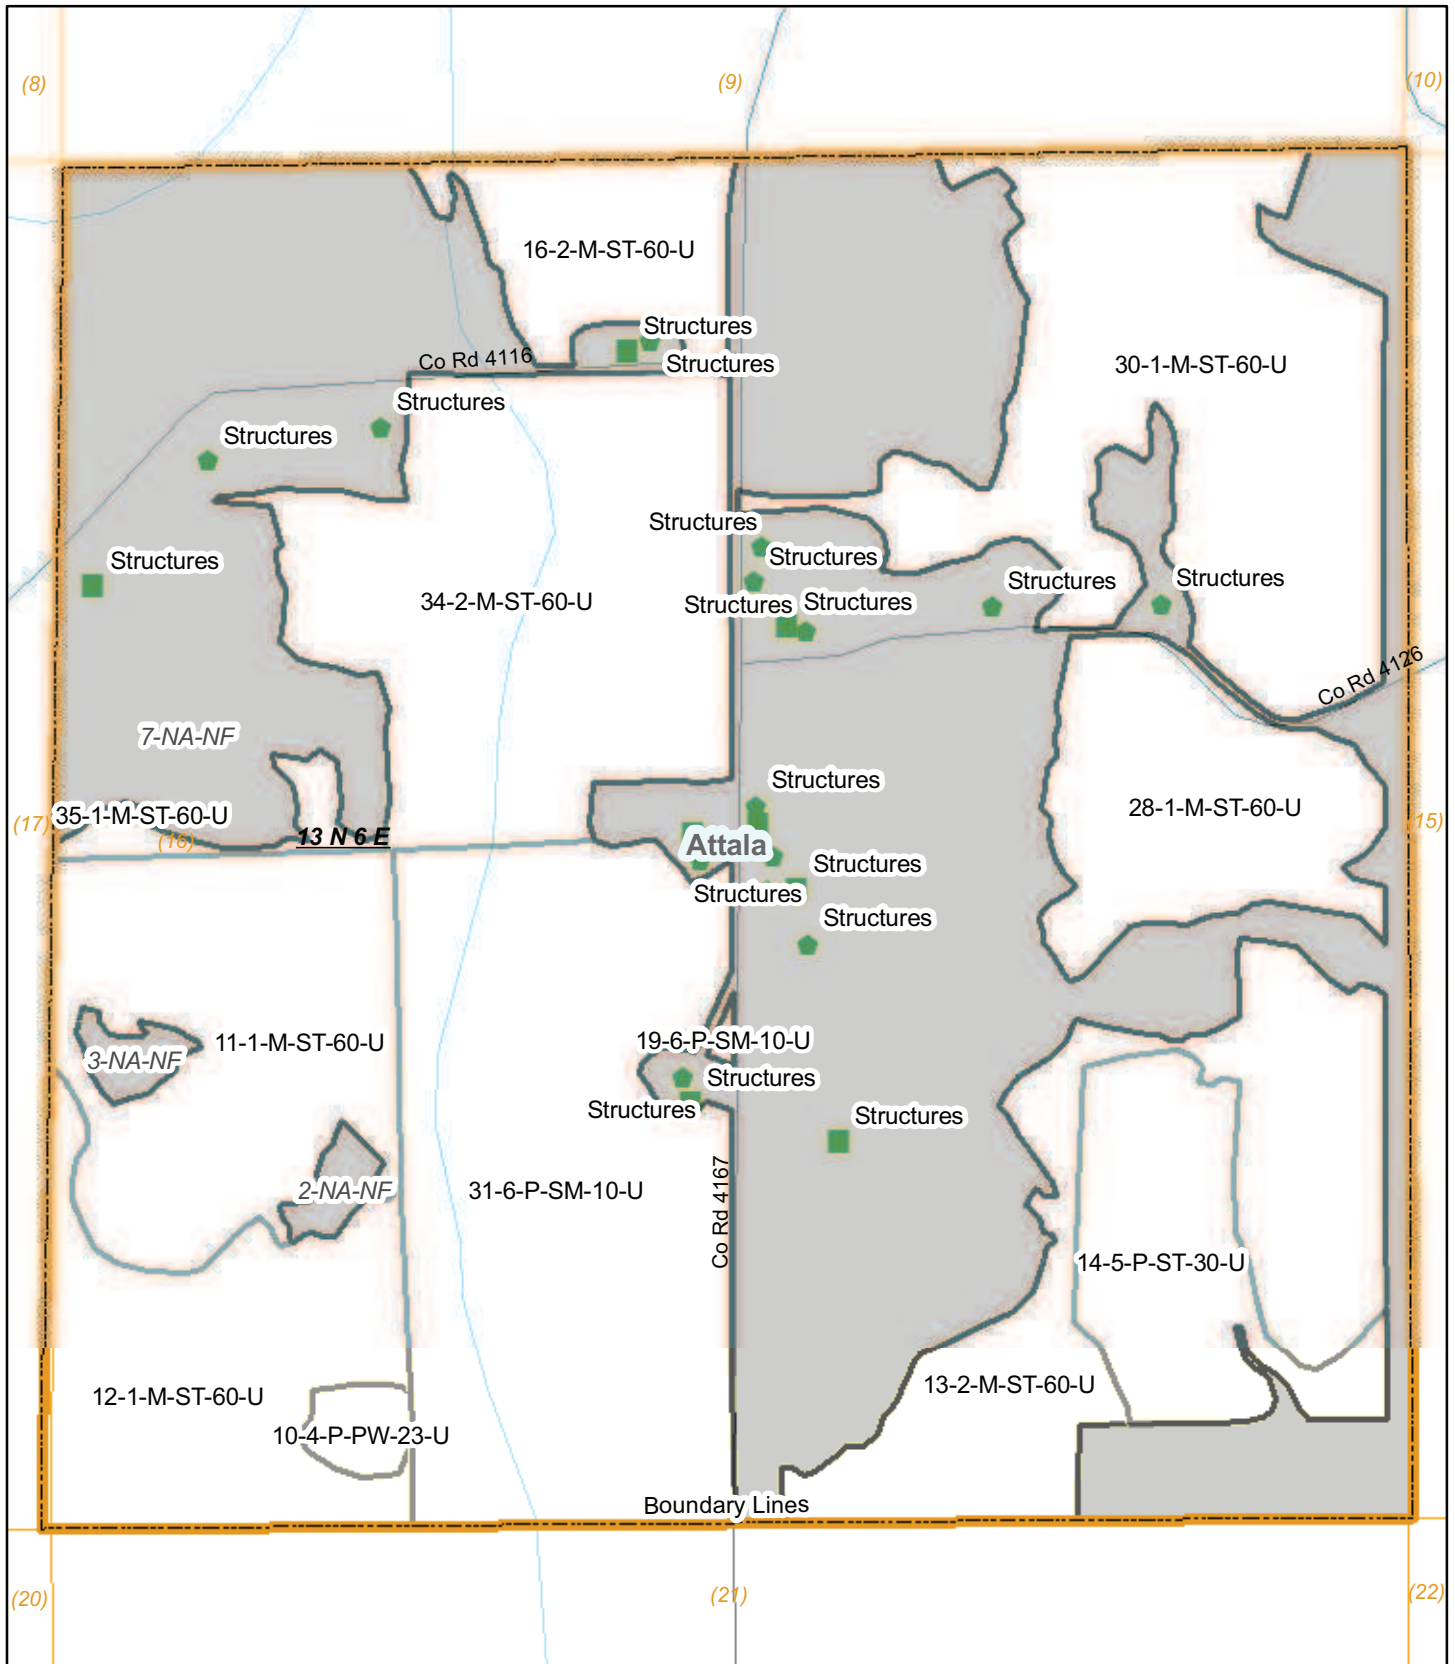 (8)
(9)
(10)
16-2-M-ST-60-U
Structures
Co Rd 4116
Structures
30-1-M-ST-60-U
Structures
Structures
Structures
Structures
Structures
Structures
Structures
Structures
Structures
34-2-M-ST-60-U
Co Rd 4126
7-NA-NF
Structures
35-1-M-ST-60-U
28-1-M-ST-60-U
(17)
(16)
13 N 6 E
Attala
(15)
Structures
Structures
Structures
3-NA-NF
11-1-M-ST-60-U
19-6-P-SM-10-U
Structures
Structures
Structures
2-NA-NF
31-6-P-SM-10-U
Co Rd 4167
14-5-P-ST-30-U
12-1-M-ST-60-U
13-2-M-ST-60-U
10-4-P-PW-23-U
Boundary Lines
(20)
(21)
(22)